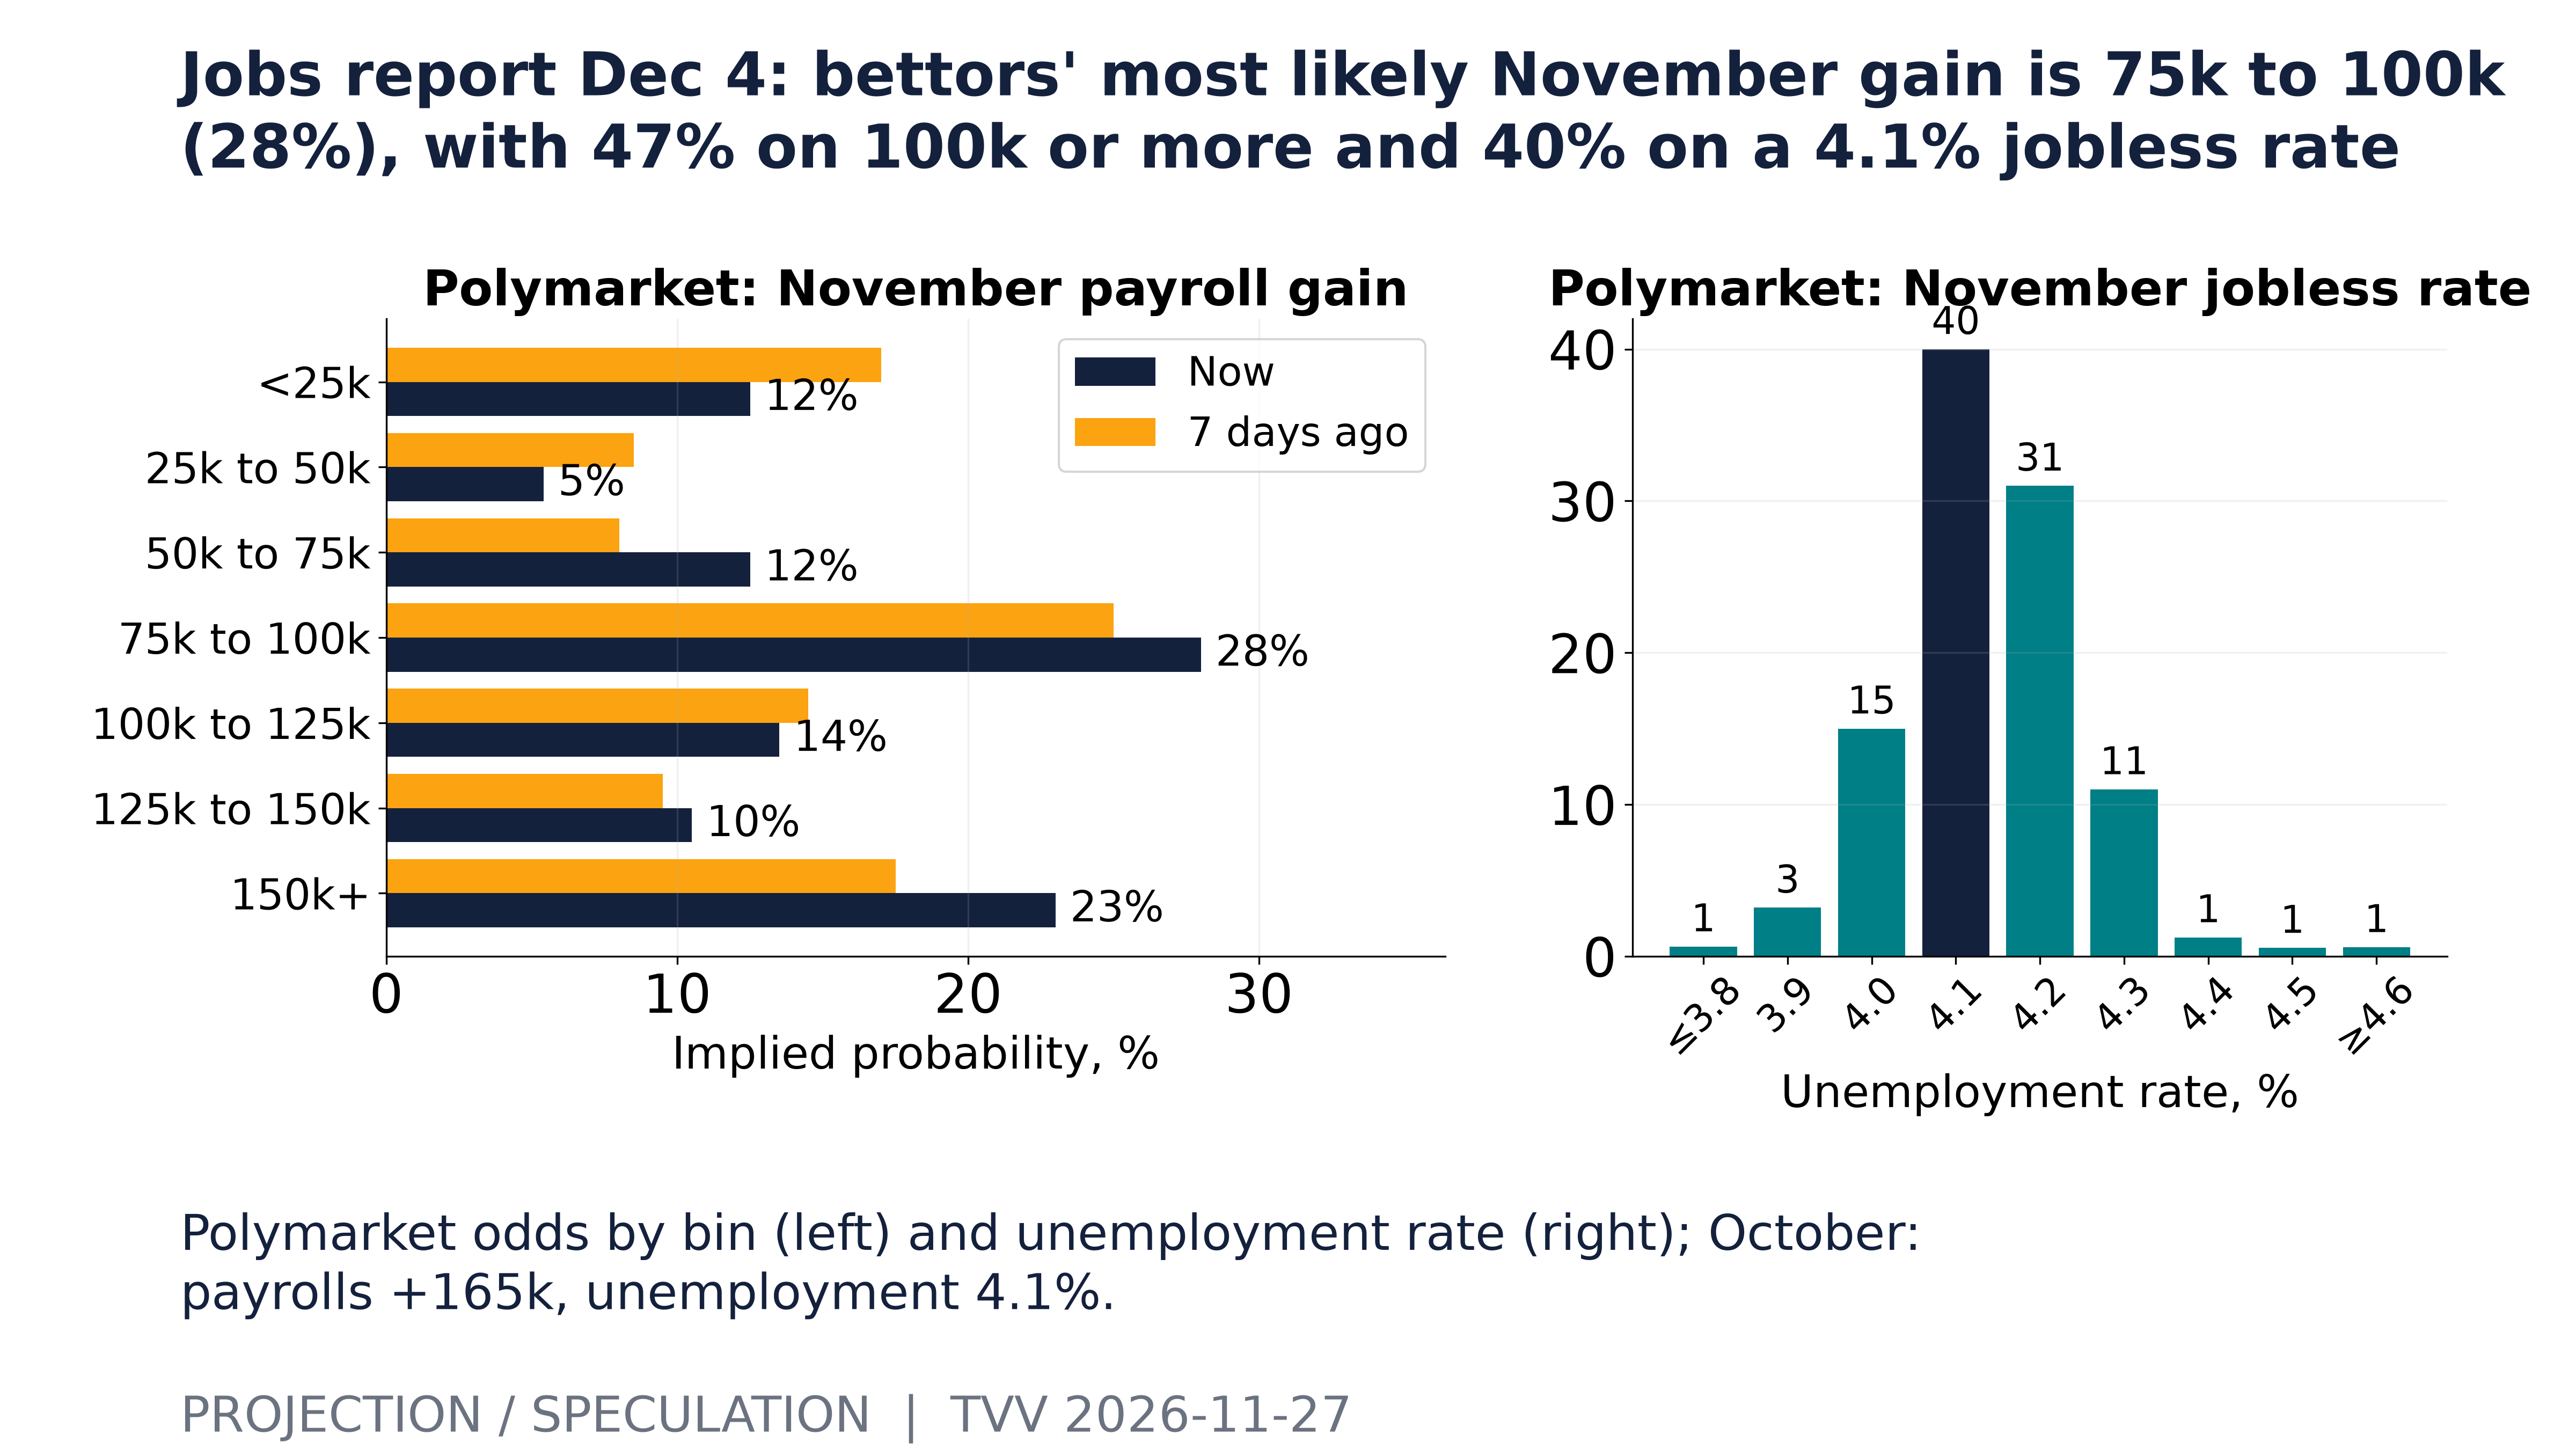 Jobs report Dec 4: bettors' most likely November gain is 75k to 100k
(28%), with 47% on 100k or more and 40% on a 4.1% jobless rate
Polymarket: November payroll gain
Now
7 days ago
<25k
12%
25k to 50k
5%
50k to 75k
12%
75k to 100k
28%
100k to 125k
14%
125k to 150k
10%
150k+
23%
0 10 20 30
Implied probability, %
Polymarket: November jobless rate
40
30
20
10
0
1 3 15 40 31 11 1 1 1
≤3.8 3.9 4.0 4.1 4.2 4.3 4.4 4.5 ≥4.6
Unemployment rate, %
Polymarket odds by bin (left) and unemployment rate (right); October:
payrolls +165k, unemployment 4.1%.
PROJECTION / SPECULATION | TVV 2026-11-27